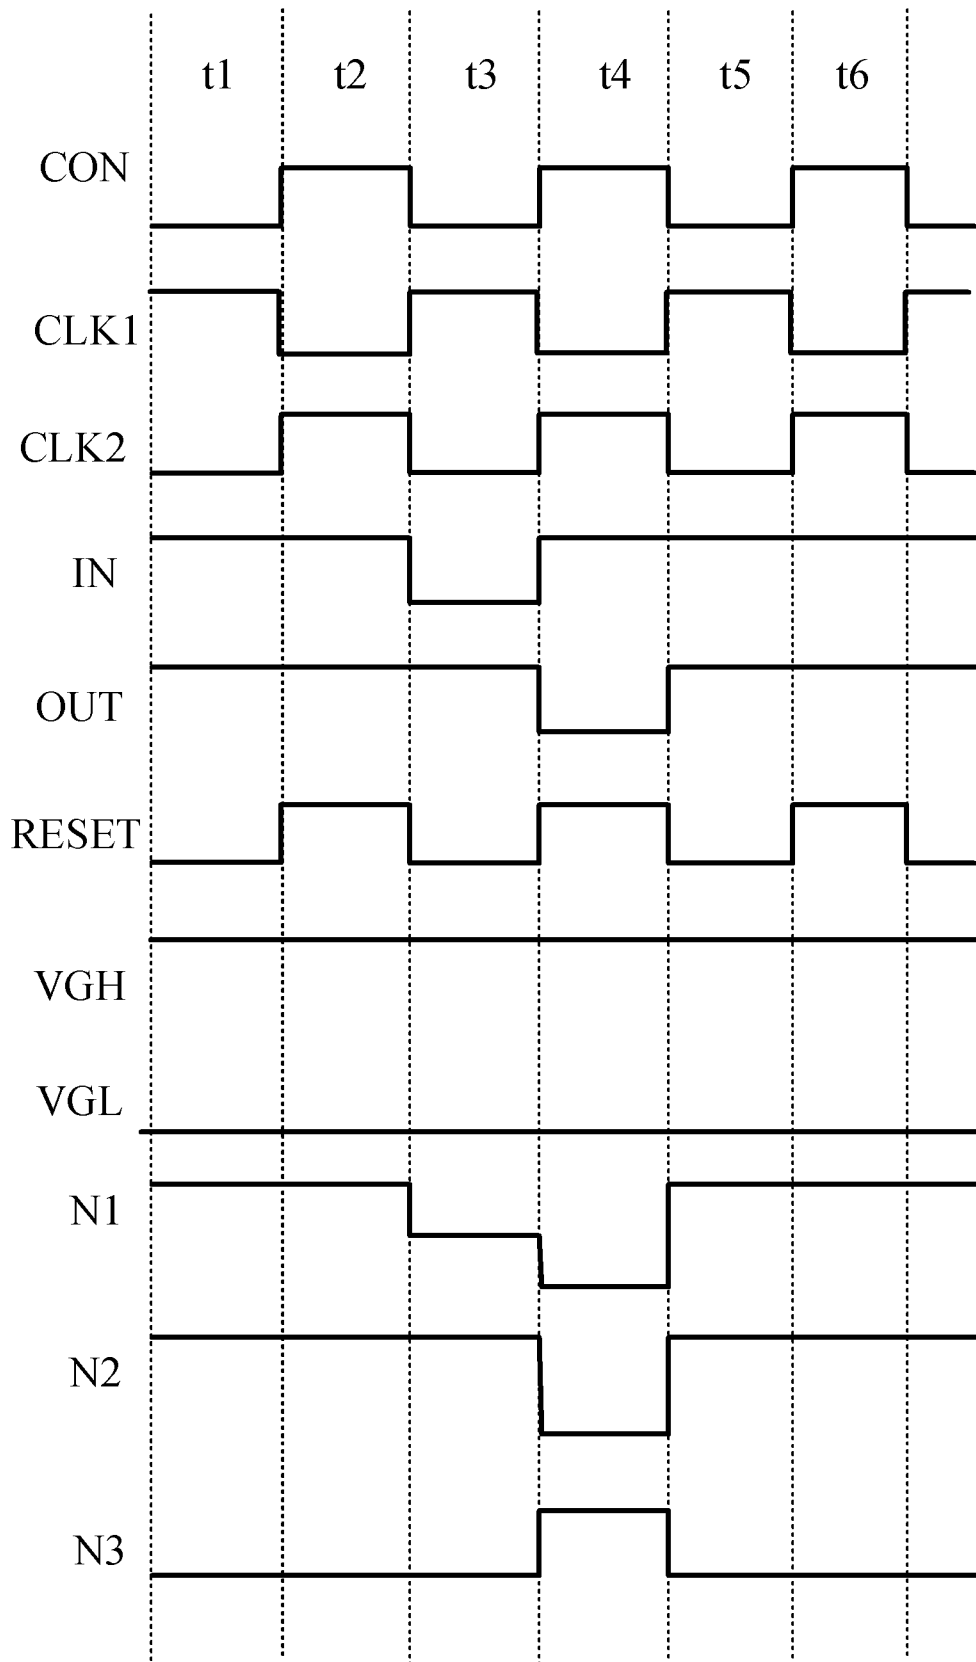 t1 t2 t3 t4 t5 t6
CON
CLK1
CLK2
IN
OUT
RESET
VGH
VGL
N1
N2
N3